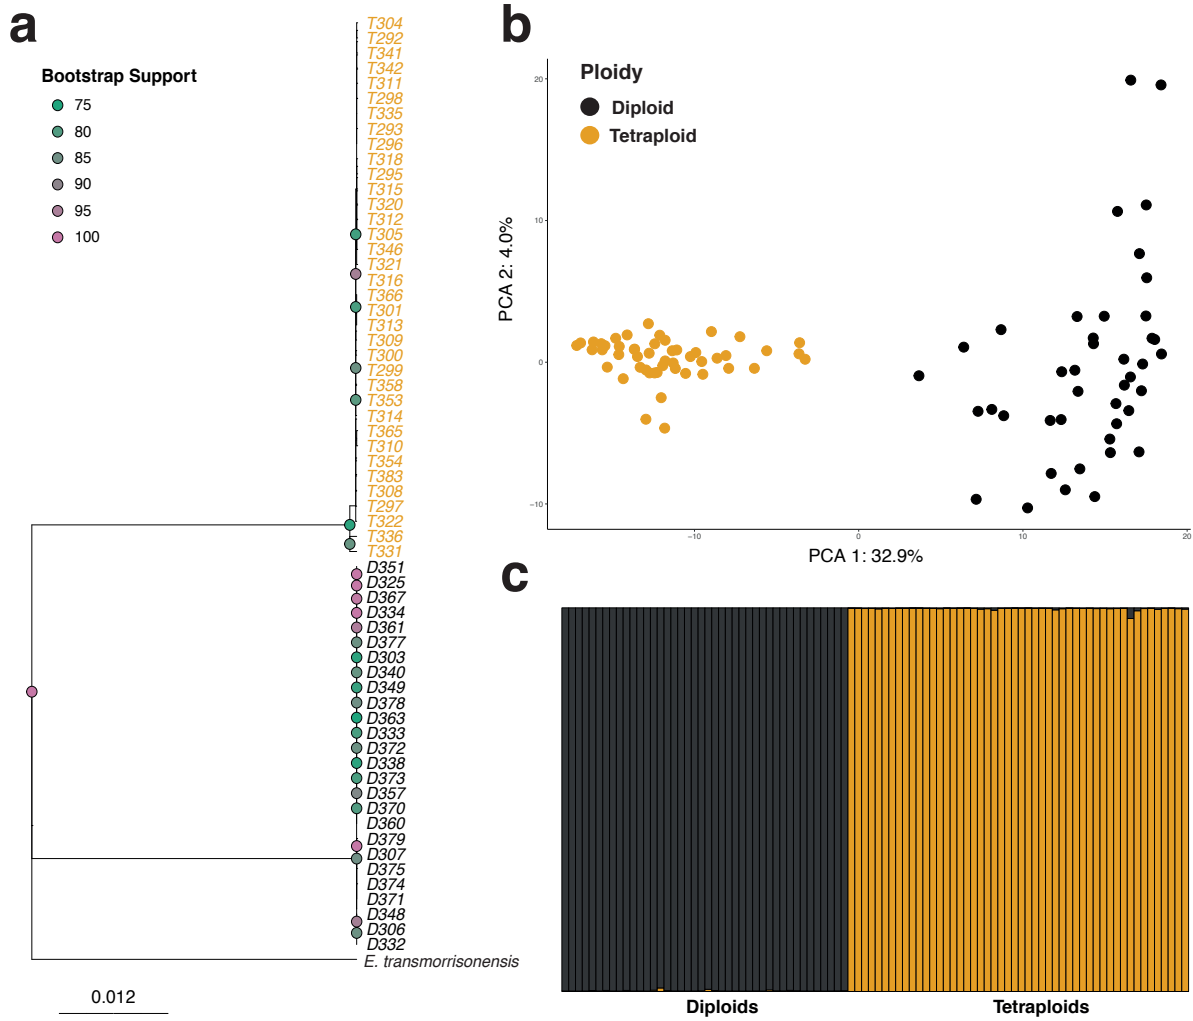 a
Bootstrap Support
75
80
85
90
95
100
T304
T292
T341
T342
T311
T298
T335
T293
T296
T318
T295
T315
T320
T312
T305
T346
T321
T316
T366
T301
T313
T309
T300
T299
T358
T353
T314
T365
T310
T354
T383
T308
T297
T322
T336
T331
D351
D325
D367
D334
D361
D377
D303
D340
D349
D378
D363
D333
D372
D338
D373
D357
D370
D360
D379
D307
D375
D374
D371
D348
D306
D332
E. transmorrisonensis
0.012
b
Ploidy
Diploid
Tetraploid
PCA 2: 4.0%
20
10
0
−10
−10
0
10
20
PCA 1: 32.9%
c
Diploids
Tetraploids